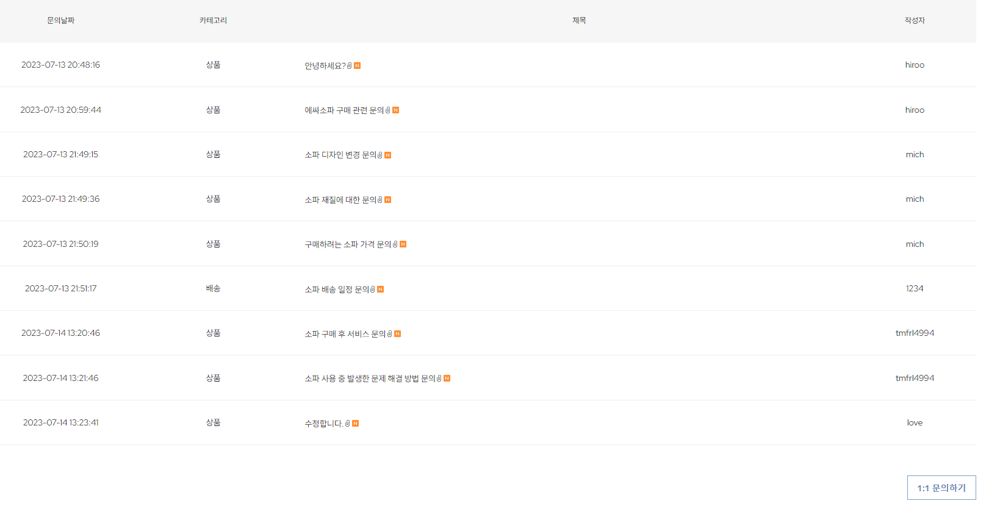 문의날짜 카테고리 제목 작성자
2023-07-13 20:48:16 상품 안녕하세요? N hiroo
2023-07-13 20:59:44 상품 에싸소파 구매 관련 문의 N hiroo
2023-07-13 21:49:15 상품 소파 디자인 변경 문의 N mich
2023-07-13 21:49:36 상품 소파 재질에 대한 문의 N mich
2023-07-13 21:50:19 상품 구매하려는 소파 가격 문의 N mich
2023-07-13 21:51:17 배송 소파 배송 일정 문의 N 1234
2023-07-14 13:20:46 상품 소파 구매 후 서비스 문의 N tmfrl4994
2023-07-14 13:21:46 상품 소파 사용 중 발생한 문제 해결 방법 문의 N tmfrl4994
2023-07-14 13:23:41 상품 수정합니다. N love
1:1 문의하기